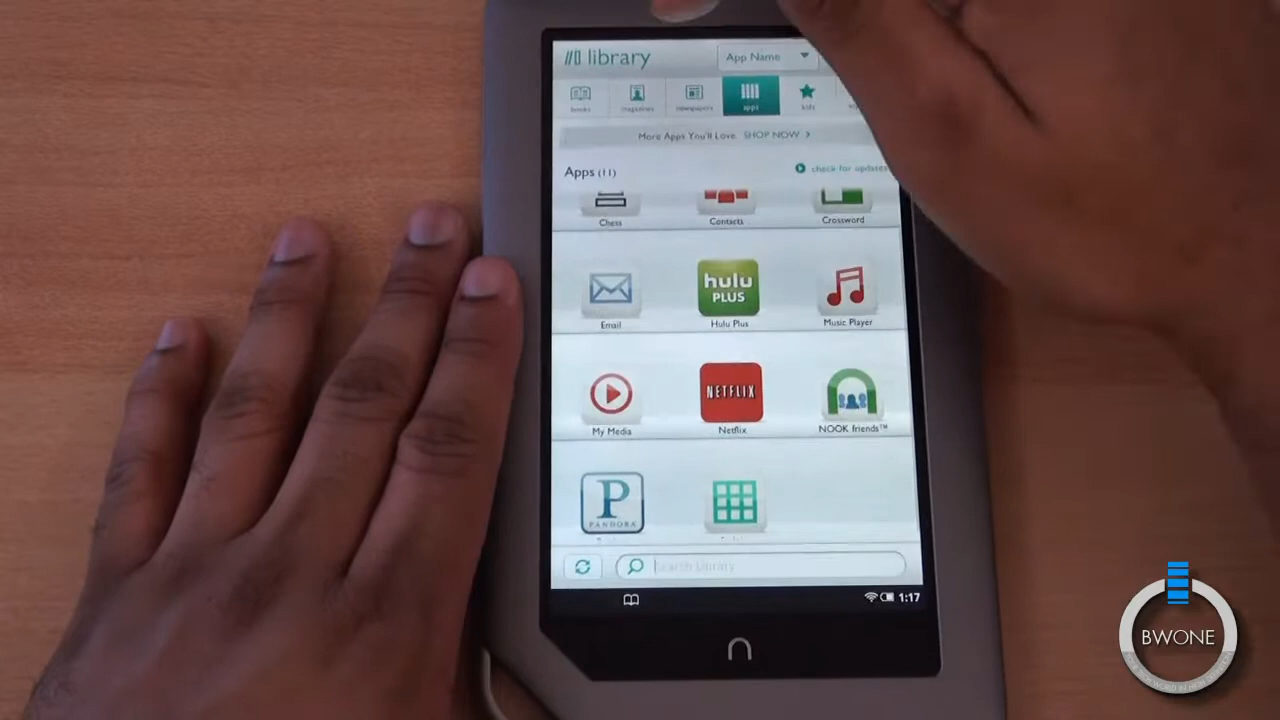 library App Name
books magazines newspapers apps kids
More Apps You'll Love. SHOP NOW >
Apps (11) check for updates
Chess Contacts Crossword
Email hulu PLUS Hulu Plus Music Player
My Media NETFLIX Netflix NOOK friends™
P PANDORA
Search Library
1:17
n
BWONE